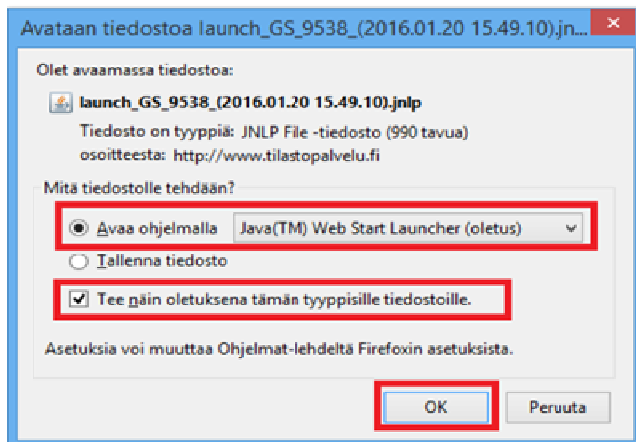 Avataan tiedostoa launch_GS_9538_(2016.01.20 15.49.10).jn...
Olet avaamassa tiedostoa:
launch_GS_9538_(2016.01.20 15.49.10).jnlp
Tiedosto on tyyppiä: JNLP File -tiedosto (990 tavua)
osoitteesta: http://www.tilastopalvelu.fi
Mitä tiedostolle tehdään?
Avaa ohjelmalla Java(TM) Web Start Launcher (oletus)
Tallenna tiedosto
Tee näin oletuksena tämän tyyppisille tiedostoille.
Asetuksia voi muuttaa Ohjelmat-lehdeltä Firefoxin asetuksista.
OK Peruuta